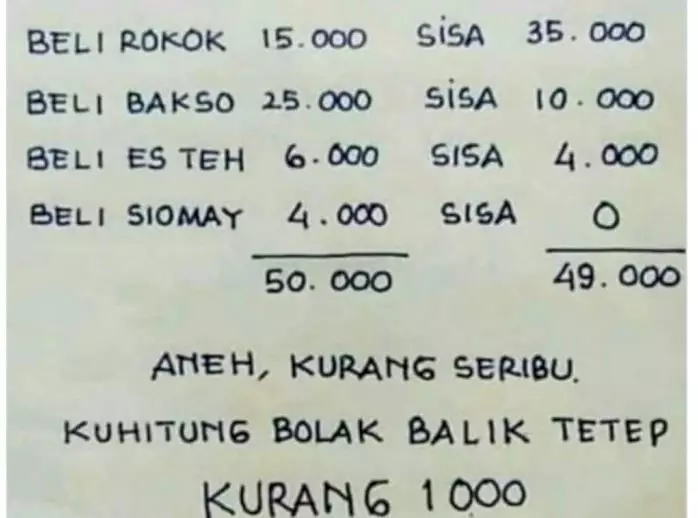 BELI ROKOK 15.000 SISA 35.000
BELI BAKSO 25.000 SISA 10.000
BELI ES TEH 6.000 SISA 4.000
BELI SIOMAY 4.000 SISA 0
50.000 49.000
ANEH, KURANG SERIBU.
KUHITUNG BOLAK BALIK TETEP
KURANG 1000